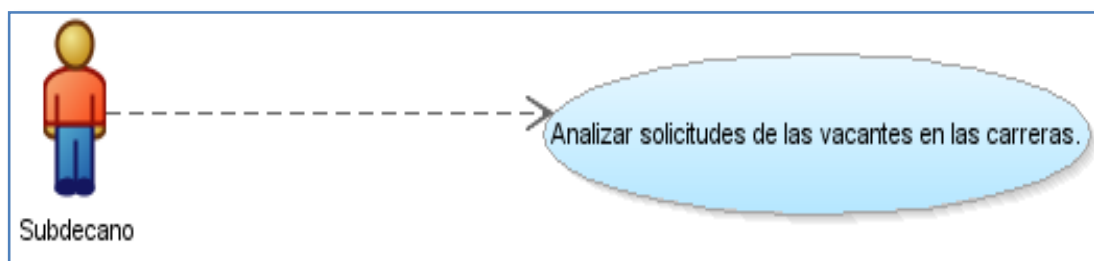 Analizar solicitudes de las vacantes en las carreras.
Subdecano